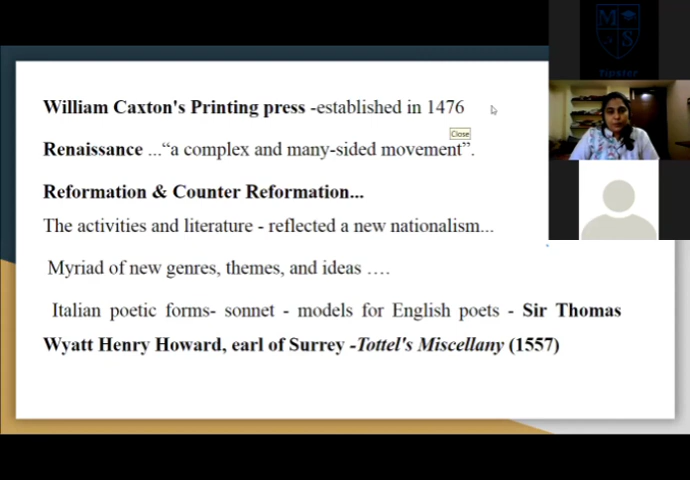 M S
Tipster
William Caxton's Printing press -established in 1476
Close
Renaissance ...“a complex and many-sided movement”.
Reformation & Counter Reformation...
The activities and literature - reflected a new nationalism...
Myriad of new genres, themes, and ideas ….
Italian poetic forms- sonnet - models for English poets - Sir Thomas
Wyatt Henry Howard, earl of Surrey -Tottel's Miscellany (1557)